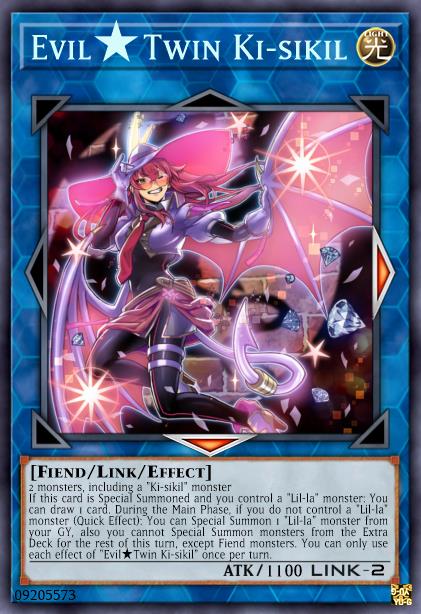 Evil★Twin Ki-sikil
LIGHT
光
[Fiend/Link/Effect]
2 monsters, including a "Ki-sikil" monster
If this card is Special Summoned and you control a "Lil-la" monster: You
can draw 1 card. During the Main Phase, if you do not control a "Lil-la"
monster (Quick Effect): You can Special Summon 1 "Lil-la" monster from
your GY, also you cannot Special Summon monsters from the Extra
Deck for the rest of this turn, except Fiend monsters. You can only use
each effect of "Evil★Twin Ki-sikil" once per turn.
ATK/1100 LINK-2
09205573